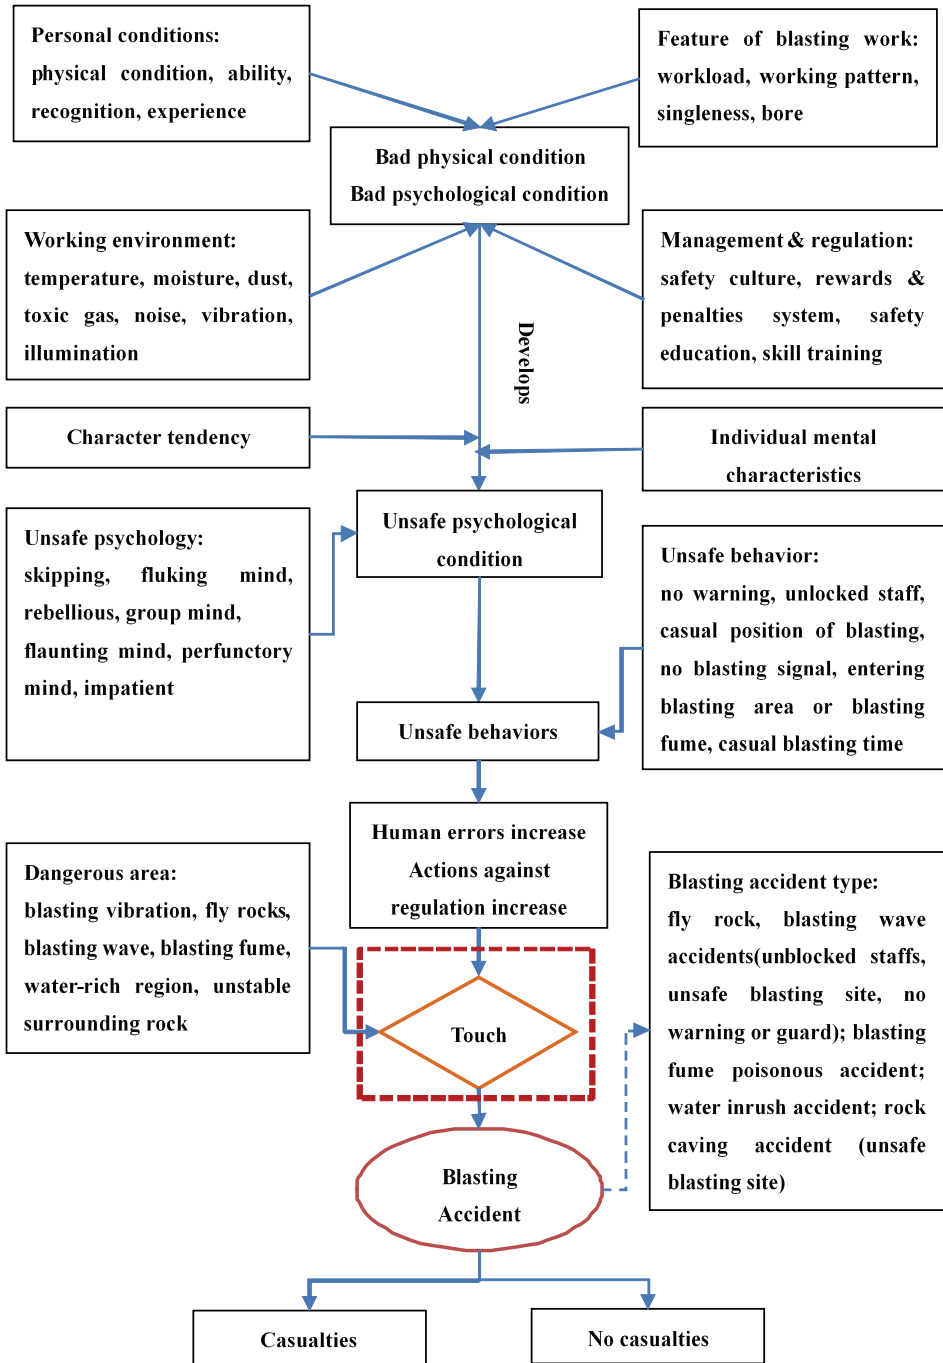 Personal conditions:
physical condition, ability,
recognition, experience
Feature of blasting work:
workload, working pattern,
singleness, bore
Bad physical condition
Bad psychological condition
Working environment:
temperature, moisture, dust,
toxic gas, noise, vibration,
illumination
Management & regulation:
safety culture, rewards &
penalties system, safety
education, skill training
Develops
Character tendency
Individual mental
characteristics
Unsafe psychological
condition
Unsafe psychology:
skipping, fluking mind,
rebellious, group mind,
flaunting mind, perfunctory
mind, impatient
Unsafe behavior:
no warning, unlocked staff,
casual position of blasting,
no blasting signal, entering
blasting area or blasting
fume, casual blasting time
Unsafe behaviors
Human errors increase
Actions against
regulation increase
Dangerous area:
blasting vibration, fly rocks,
blasting wave, blasting fume,
water-rich region, unstable
surrounding rock
Touch
Blasting accident type:
fly rock, blasting wave
accidents(unblocked staffs,
unsafe blasting site, no
warning or guard); blasting
fume poisonous accident;
water inrush accident; rock
caving accident (unsafe
blasting site)
Blasting
Accident
Casualties
No casualties